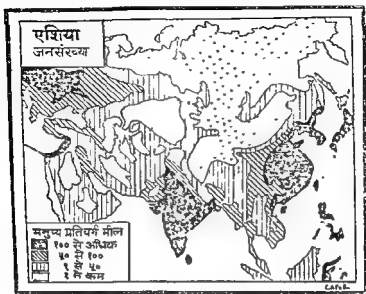 एशिया
जनसंख्या
मनुष्य प्रतिवर्ग मील
१०० से अधिक
५० से १००
१ से ५०
१ से कम